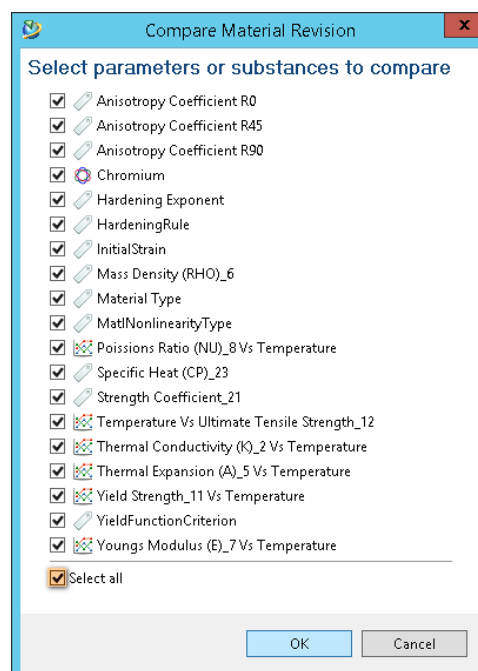 Compare Material Revision
x
Select parameters or substances to compare
Anisotropy Coefficient R0
Anisotropy Coefficient R45
Anisotropy Coefficient R90
Chromium
Hardening Exponent
HardeningRule
InitialStrain
Mass Density (RHO)_6
Material Type
MatlNonlinearityType
Poissions Ratio (NU)_8 Vs Temperature
Specific Heat (CP)_23
Strength Coefficient_21
Temperature Vs Ultimate Tensile Strength_12
Thermal Conductivity (K)_2 Vs Temperature
Thermal Expansion (A)_5 Vs Temperature
Yield Strength_11 Vs Temperature
YieldFunctionCriterion
Youngs Modulus (E)_7 Vs Temperature
Select all
OK Cancel